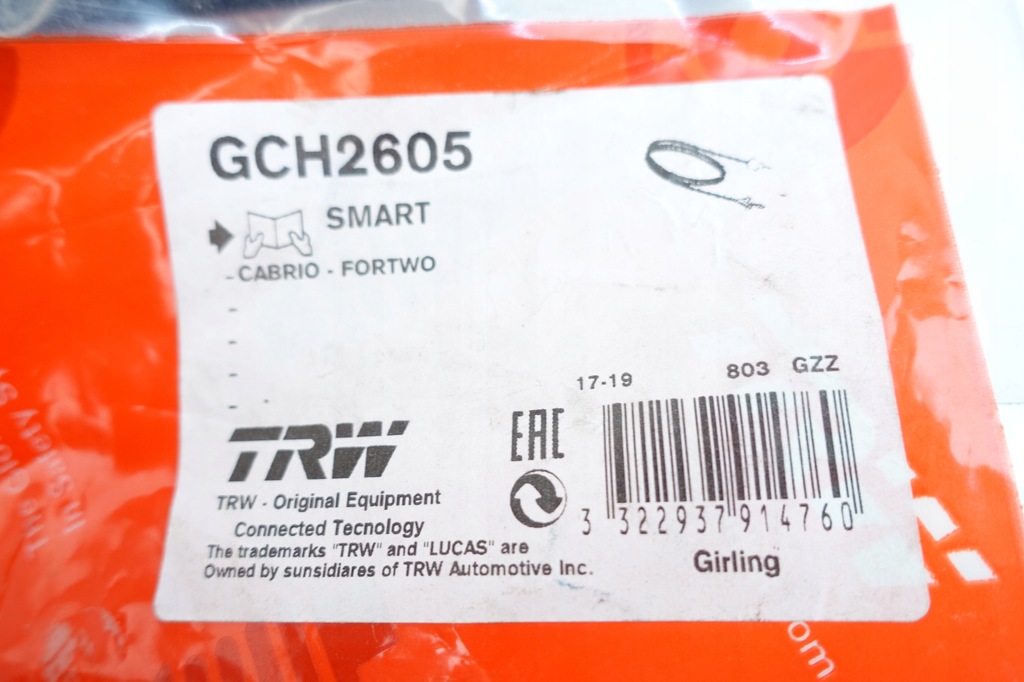 GCH2605
SMART
- CABRIO - FORTWO
-
-
-
-
17-19
803 GZZ
TRW
EAC
TRW - Original Equipment
Connected Tecnology
The trademarks "TRW" and "LUCAS" are
Owned by sunsidiares of TRW Automotive Inc.
3 322937 914760
Girling
om